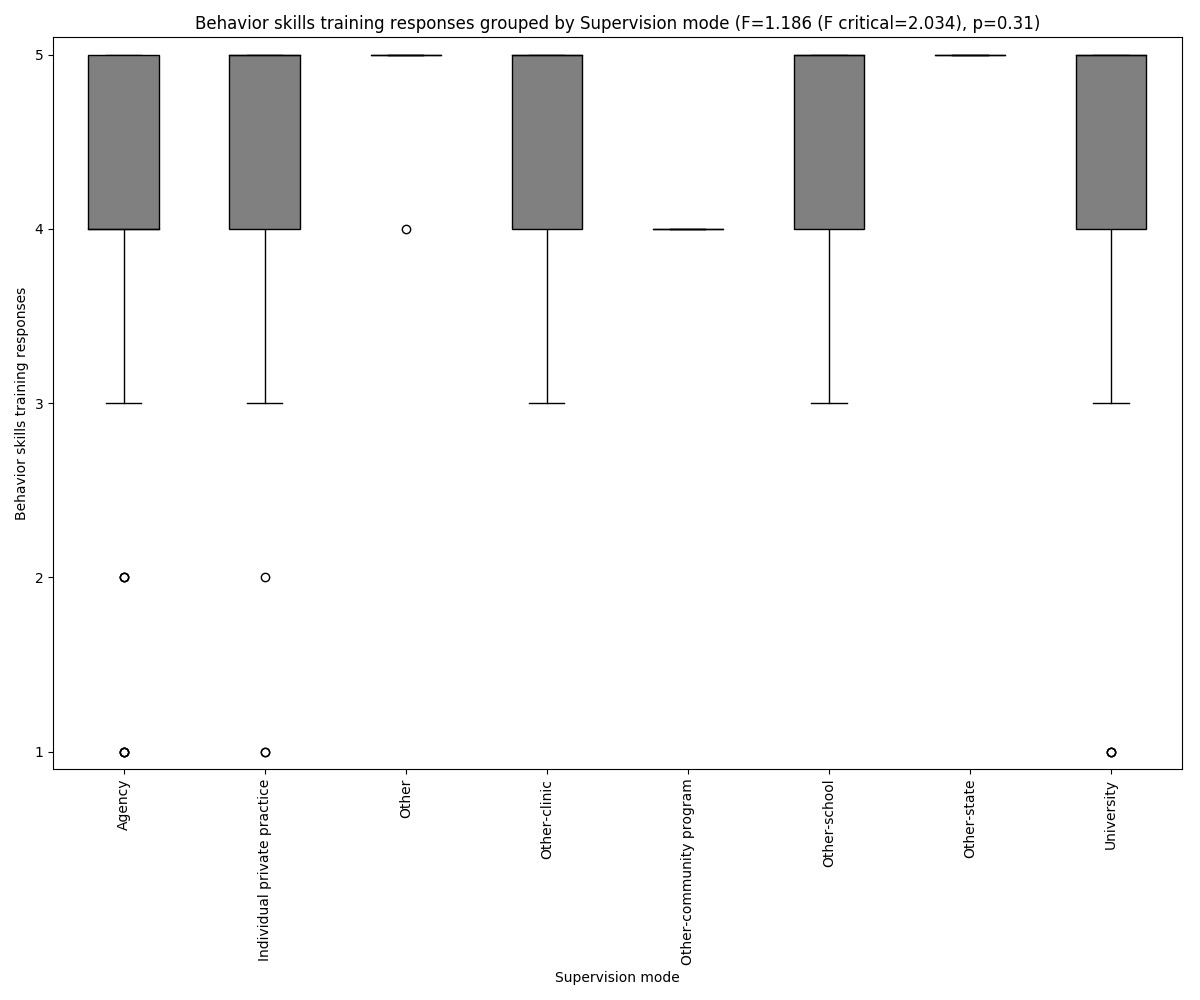 Behavior skills training responses grouped by Supervision mode (F=1.186 (F critical=2.034), p=0.31)
5
4
3
2
1
Behavior skills training responses
Agency
Individual private practice
Other
Other-clinic
Other-community program
Other-school
Other-state
University
Supervision mode